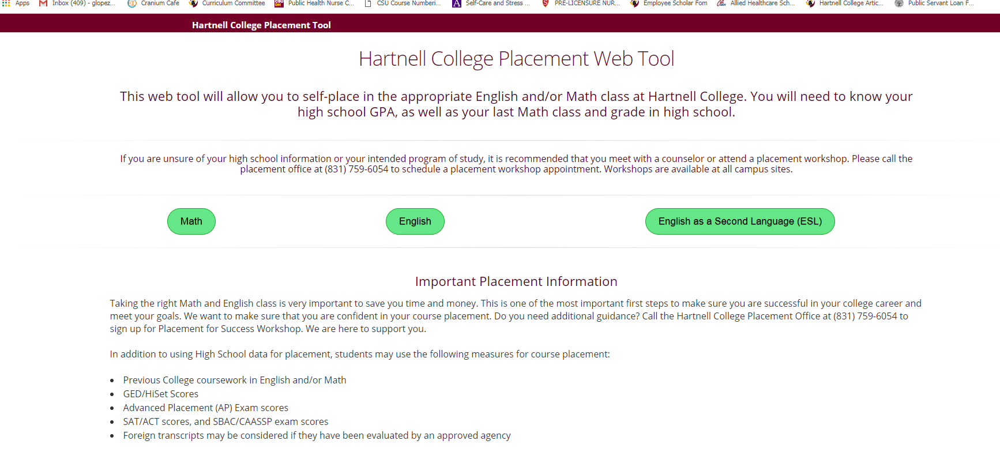 Apps Inbox (409) - glopez... Cranium Cafe Curriculum Committee Public Health Nurse C... CSU Course Numberi... Self-Care and Stress ... PRE-LICENSURE NUR... Employee Scholar Fom Allied Healthcare Sch... Hartnell College Artic... Public Servant Loan F...
Hartnell College Placement Tool
Hartnell College Placement Web Tool
This web tool will allow you to self-place in the appropriate English and/or Math class at Hartnell College. You will need to know your
high school GPA, as well as your last Math class and grade in high school.
If you are unsure of your high school information or your intended program of study, it is recommended that you meet with a counselor or attend a placement workshop. Please call the
placement office at (831) 759-6054 to schedule a placement workshop appointment. Workshops are available at all campus sites.
Math English English as a Second Language (ESL)
Important Placement Information
Taking the right Math and English class is very important to save you time and money. This is one of the most important first steps to make sure you are successful in your college career and
meet your goals. We want to make sure that you are confident in your course placement. Do you need additional guidance? Call the Hartnell College Placement Office at (831) 759-6054 to
sign up for Placement for Success Workshop. We are here to support you.
In addition to using High School data for placement, students may use the following measures for course placement:
• Previous College coursework in English and/or Math
• GED/HiSet Scores
• Advanced Placement (AP) Exam scores
• SAT/ACT scores, and SBAC/CAASSP exam scores
• Foreign transcripts may be considered if they have been evaluated by an approved agency